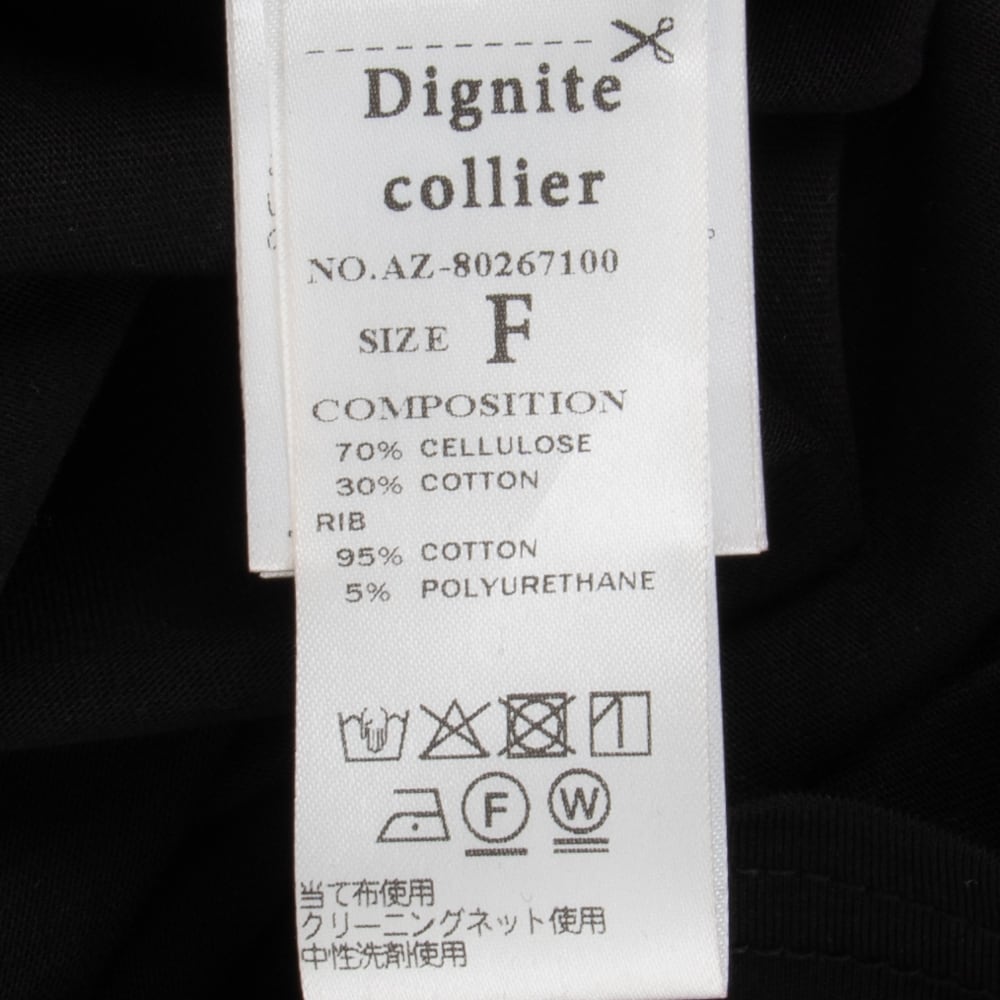 Dignite
collier
NO.AZ-80267100
SIZE F
COMPOSITION
70% CELLULOSE
30% COTTON
RIB
95% COTTON
5% POLYURETHANE
F W
当て布使用
クリーニングネット使用
中性洗剤使用